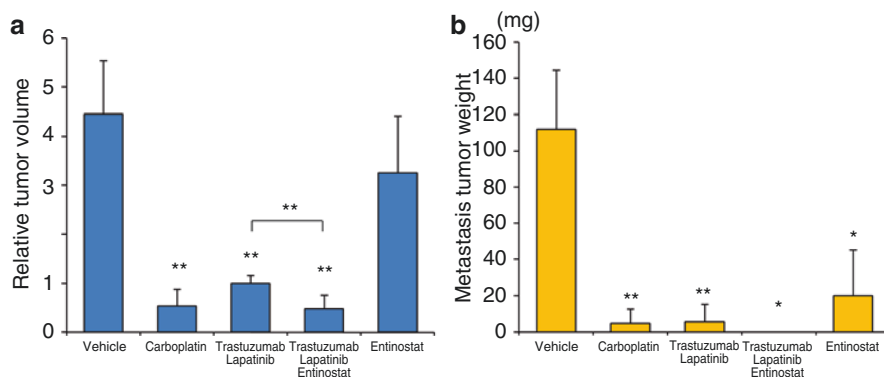 a
Relative tumor volume
6
5
4
3
1
0
**
**
**
**
Vehicle
Carboplatin
Trastuzumab
Lapatinib
Trastuzumab
Lapatinib
Entinostat
Entinostat
b
(mg)
Metastasis tumor weight
160
140
120
100
80
60
40
20
0
**
**
*
*
Vehicle
Carboplatin
Trastuzumab
Lapatinib
Trastuzumab
Lapatinib
Entinostat
Entinostat